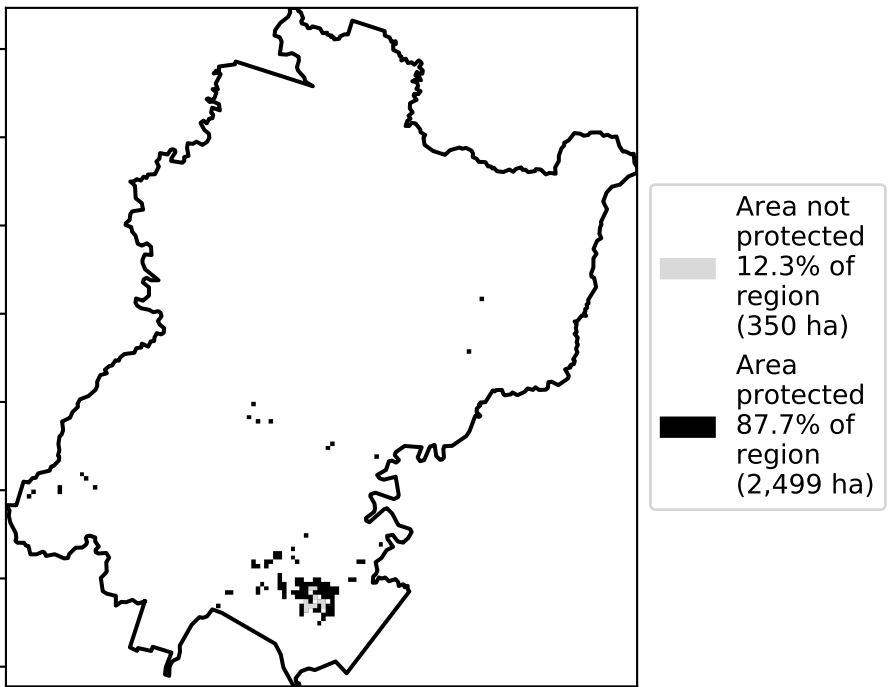 Area not
protected
12.3% of
region
(350 ha)
Area
protected
87.7% of
region
(2,499 ha)